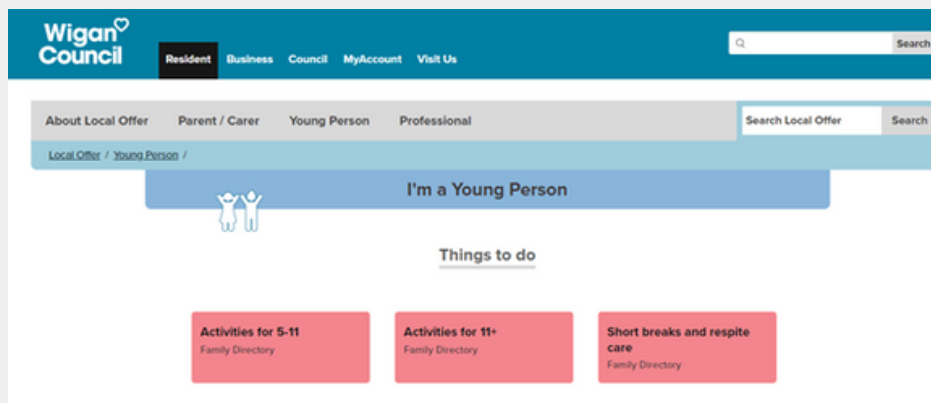 Wigan
Council
Resident Business Council MyAccount Visit Us
Search
About Local Offer Parent / Carer Young Person Professional
Search Local Offer Search
Local Offer / Young Person /
I'm a Young Person
Things to do
Activities for 5-11
Family Directory
Activities for 11+
Family Directory
Short breaks and respite
care
Family Directory